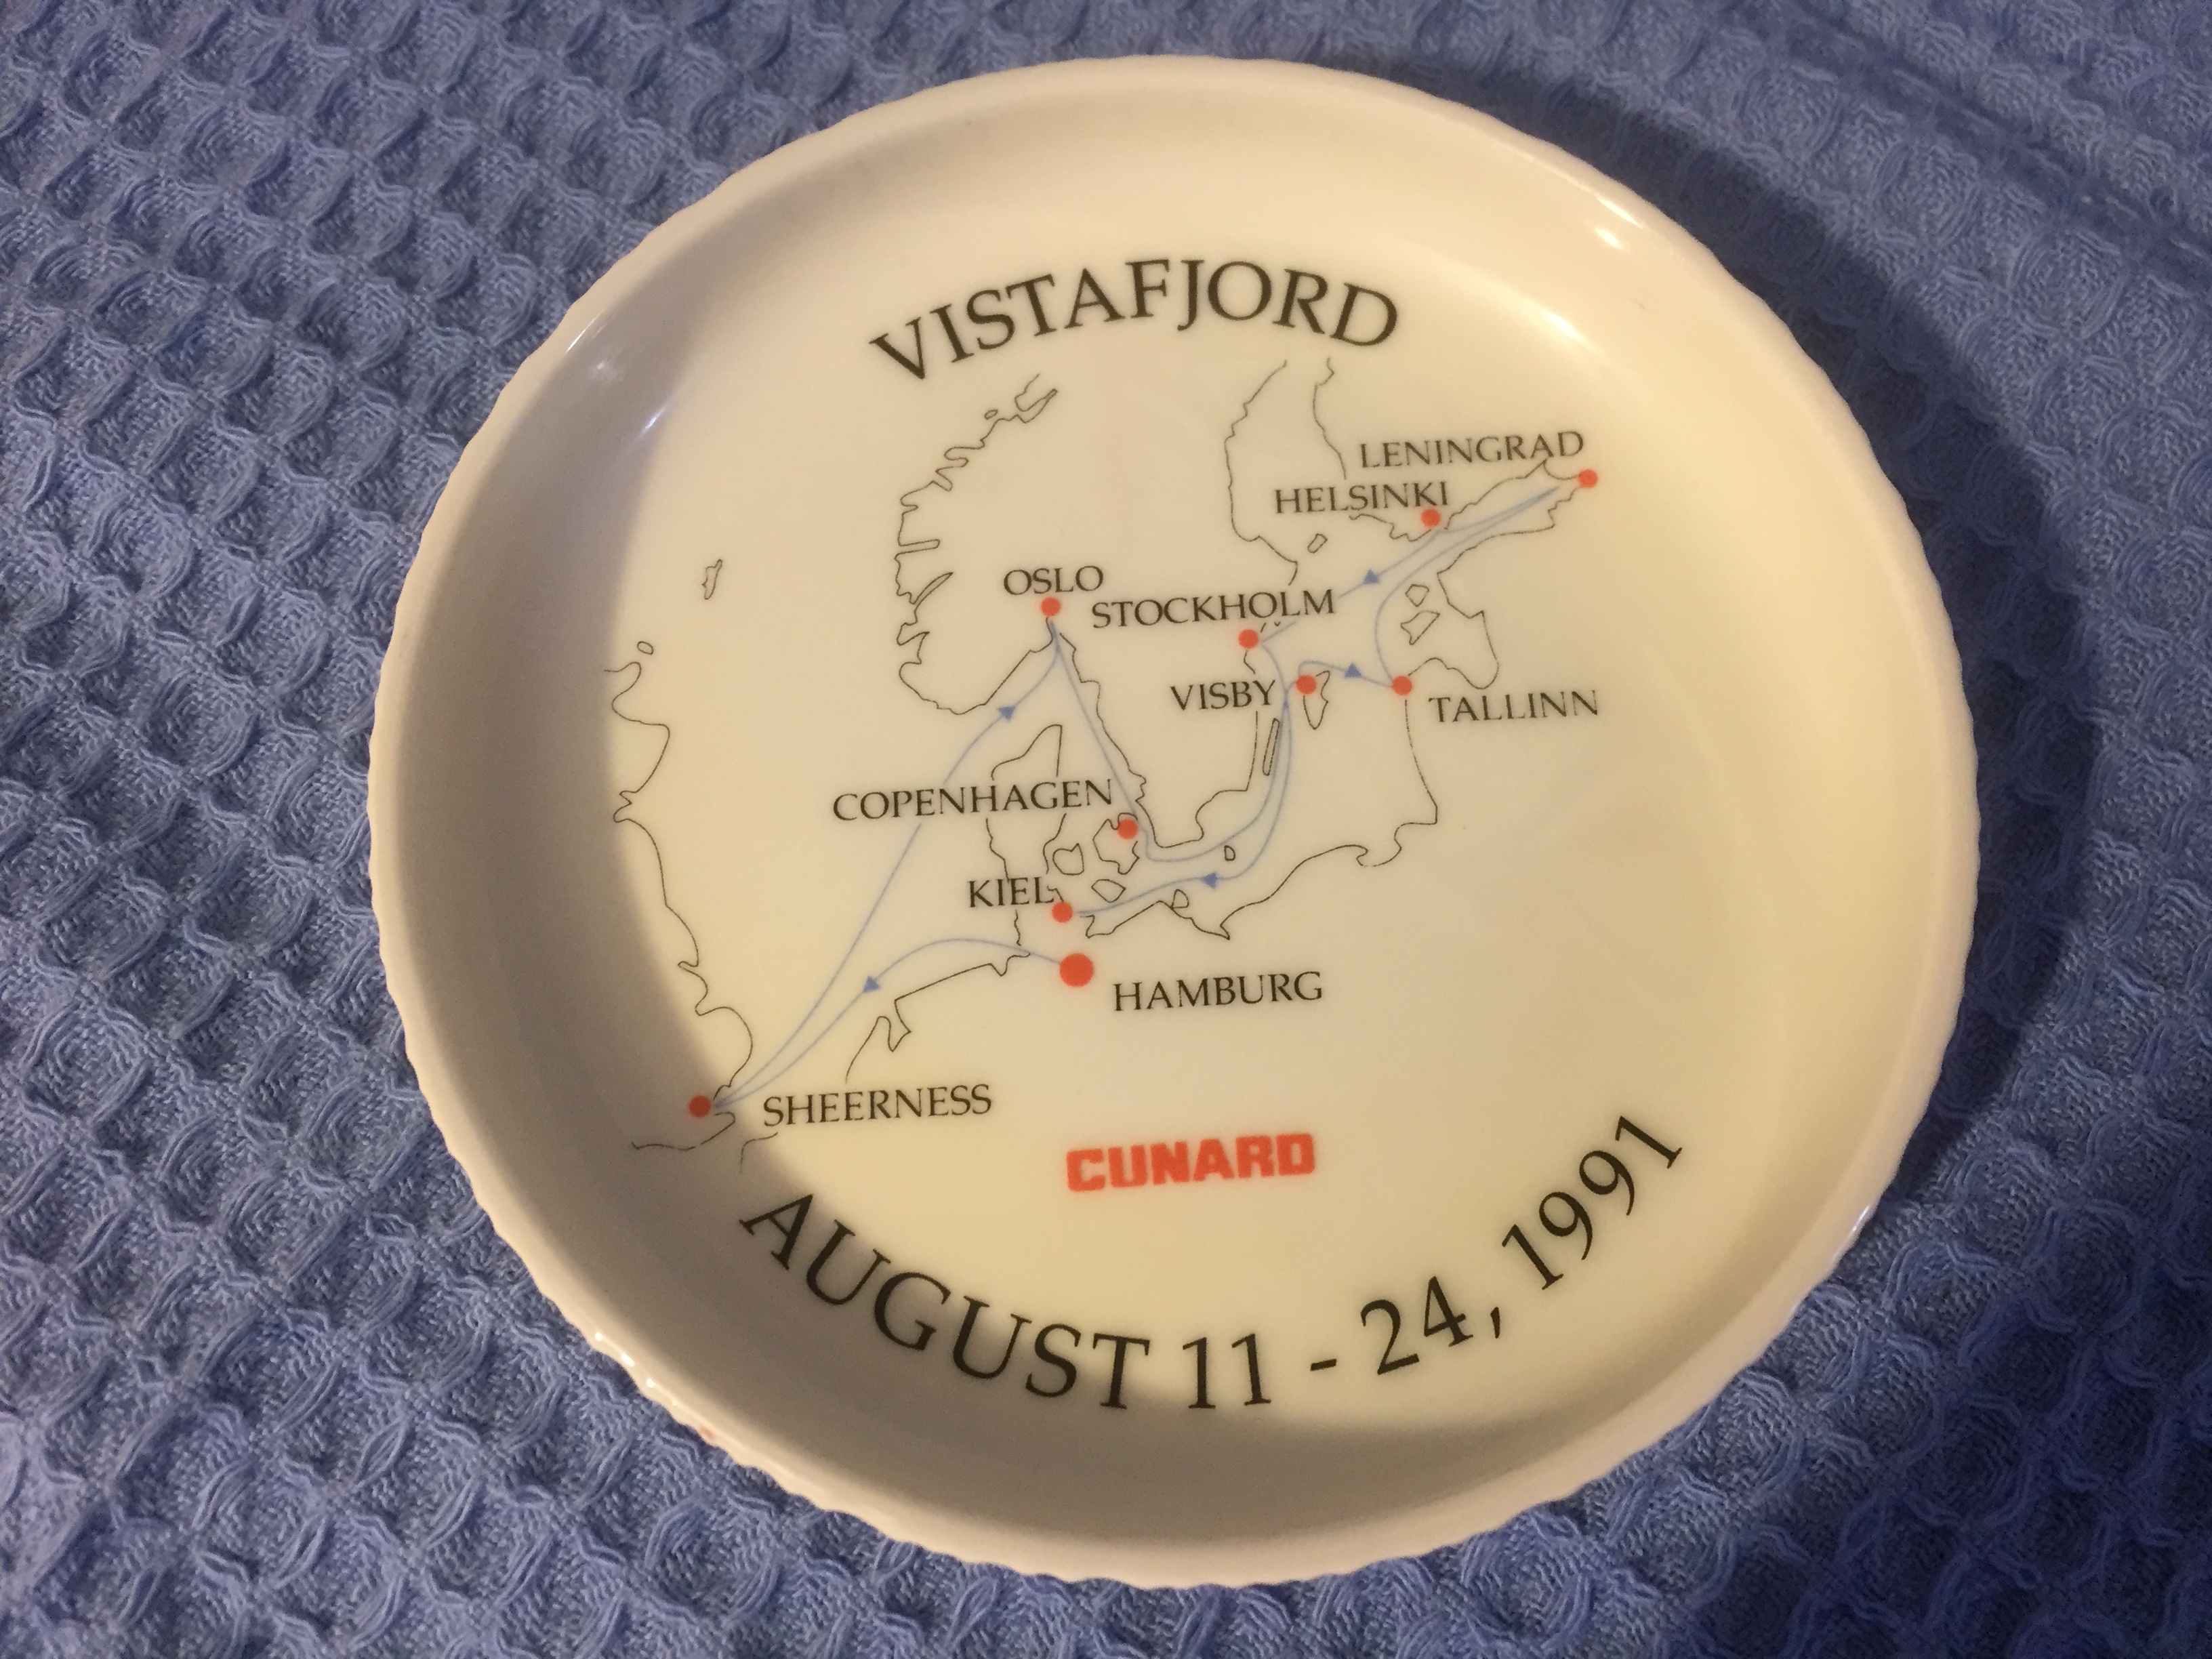 VISTAFJORD
LENINGRAD
HELSINKI
OSLO
STOCKHOLM
VISBY
TALLINN
COPENHAGEN
KIEL
HAMBURG
SHEERNESS
CUNARD
AUGUST 11 - 24, 1991